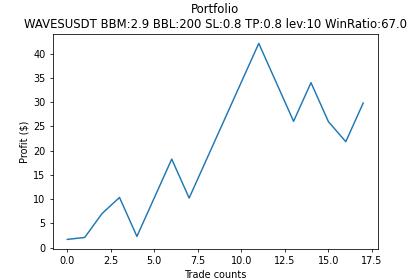 Portfolio
WAVESUSDT BBM:2.9 BBL:200 SL:0.8 TP:0.8 lev:10 WinRatio:67.0
40
35
30
25
20
15
10
5
0
Profit ($)
0.0 2.5 5.0 7.5 10.0 12.5 15.0 17.5
Trade counts